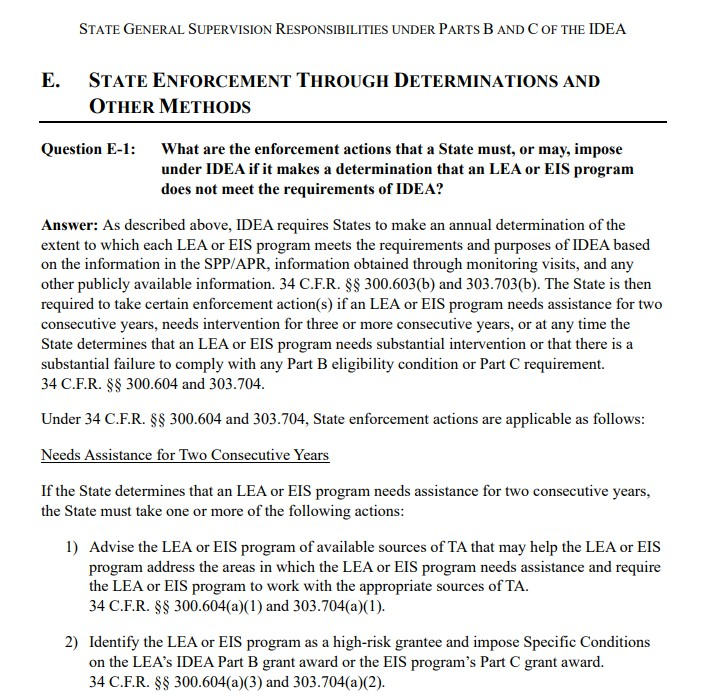 STATE GENERAL SUPERVISION RESPONSIBILITIES UNDER PARTS B AND C OF THE IDEA
E. STATE ENFORCEMENT THROUGH DETERMINATIONS AND
OTHER METHODS
Question E-1: What are the enforcement actions that a State must, or may, impose
under IDEA if it makes a determination that an LEA or EIS program
does not meet the requirements of IDEA?
Answer: As described above, IDEA requires States to make an annual determination of the
extent to which each LEA or EIS program meets the requirements and purposes of IDEA based
on the information in the SPP/APR, information obtained through monitoring visits, and any
other publicly available information. 34 C.F.R. §§ 300.603(b) and 303.703(b). The State is then
required to take certain enforcement action(s) if an LEA or EIS program needs assistance for two
consecutive years, needs intervention for three or more consecutive years, or at any time the
State determines that an LEA or EIS program needs substantial intervention or that there is a
substantial failure to comply with any Part B eligibility condition or Part C requirement.
34 C.F.R. §§ 300.604 and 303.704.
Under 34 C.F.R. §§ 300.604 and 303.704, State enforcement actions are applicable as follows:
Needs Assistance for Two Consecutive Years
If the State determines that an LEA or EIS program needs assistance for two consecutive years,
the State must take one or more of the following actions:
1) Advise the LEA or EIS program of available sources of TA that may help the LEA or EIS
program address the areas in which the LEA or EIS program needs assistance and require
the LEA or EIS program to work with the appropriate sources of TA.
34 C.F.R. §§ 300.604(a)(1) and 303.704(a)(1).
2) Identify the LEA or EIS program as a high-risk grantee and impose Specific Conditions
on the LEA's IDEA Part B grant award or the EIS program's Part C grant award.
34 C.F.R. §§ 300.604(a)(3) and 303.704(a)(2).